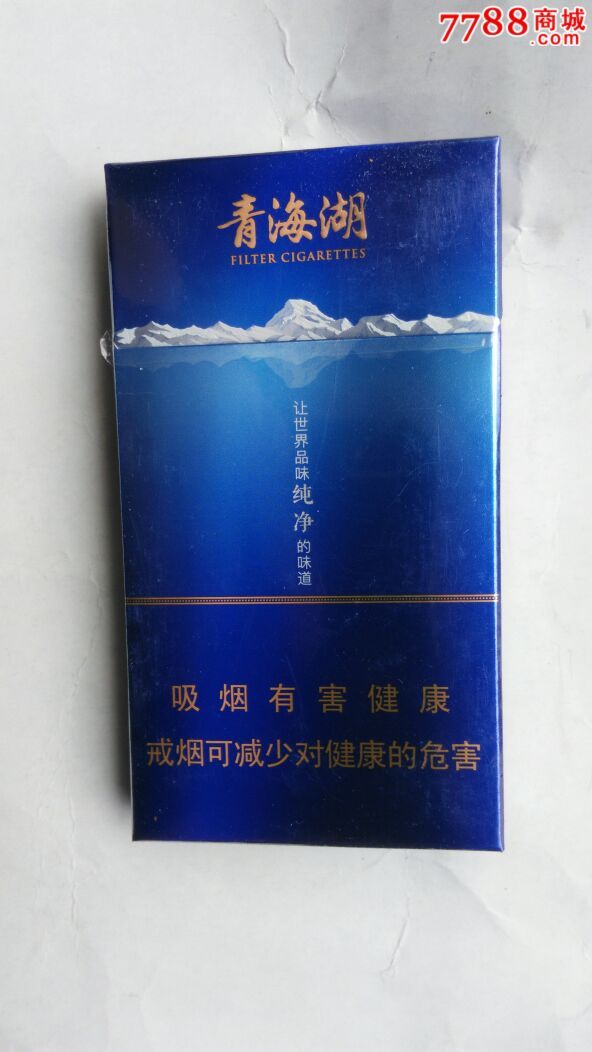 7788商城
.com
青海湖
FILTER CIGARETTES
让世界品味纯净的味道
吸烟有害健康
戒烟可减少对健康的危害